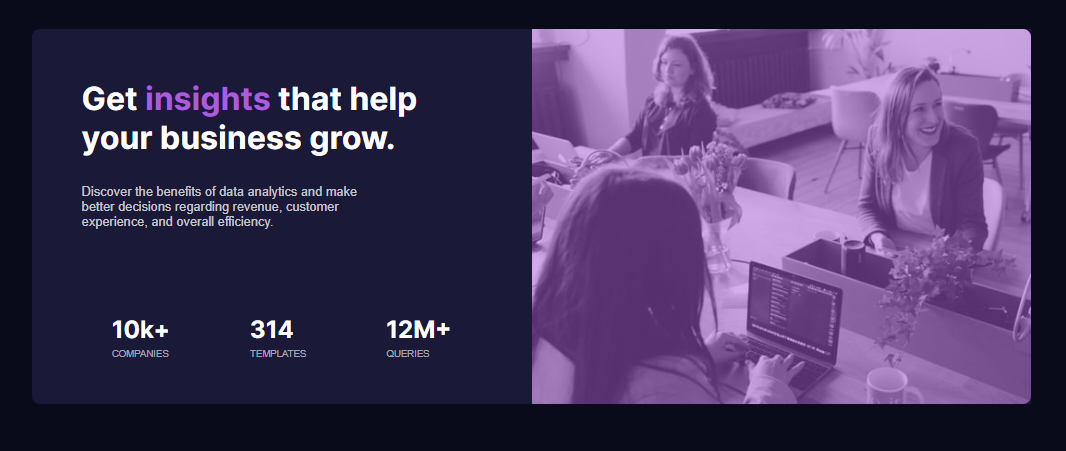 Get insights that help
your business grow.
Discover the benefits of data analytics and make
better decisions regarding revenue, customer
experience, and overall efficiency.
10k+ 314 12M+
COMPANIES TEMPLATES QUERIES